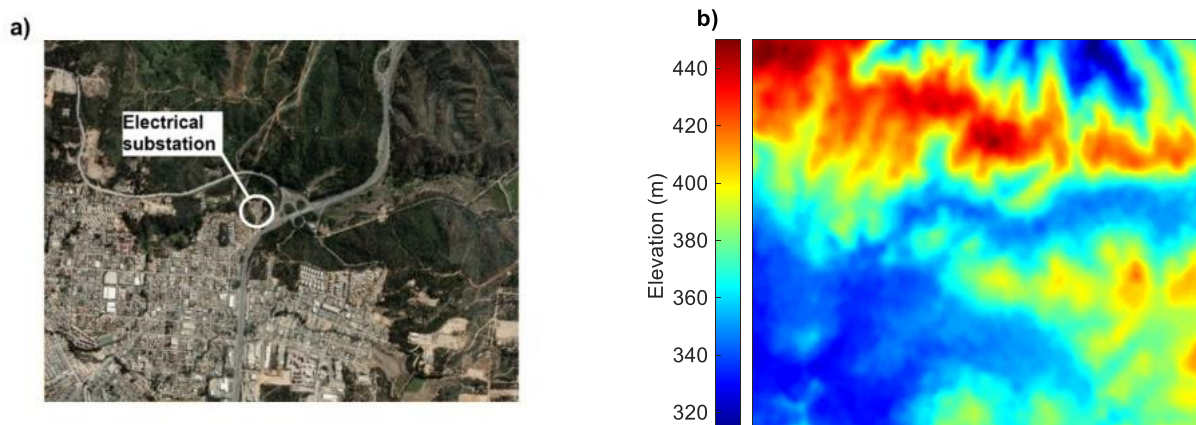 a)
Electrical
substation
b)
Elevation (m)
440
420
400
380
360
340
320